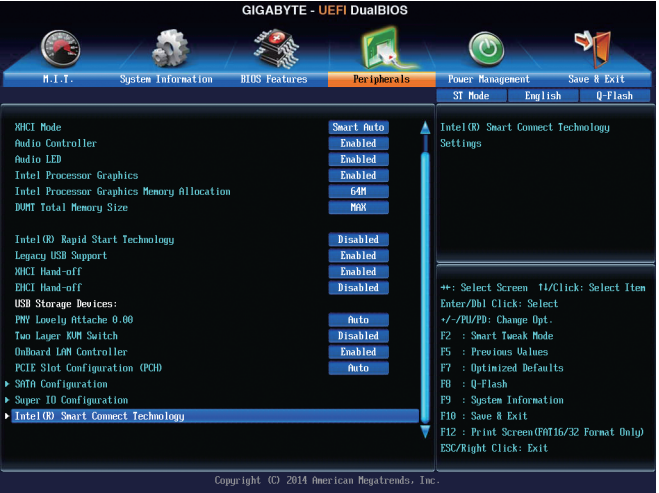 GIGABYTE - UEFI DualBIOS
M.I.T. System Information BIOS Features Peripherals Power Management Save & Exit
ST Mode English Q-Flash
XHCI Mode Smart Auto
Audio Controller Enabled
Audio LED Enabled
Intel Processor Graphics Enabled
Intel Processor Graphics Memory Allocation 64M
DVMT Total Memory Size MAX
Intel(R) Rapid Start Technology Disabled
Legacy USB Support Enabled
XHCI Hand-off Enabled
EHCI Hand-off Disabled
USB Storage Devices:
PNY Lovely Attache 0.00 Auto
Two Layer KVM Switch Disabled
OnBoard LAN Controller Enabled
PCIE Slot Configuration (PCH) Auto
SATA Configuration
Super IO Configuration
Intel(R) Smart Connect Technology
Intel(R) Smart Connect Technology
Settings
↔: Select Screen ↑↓/Click: Select Item
Enter/Dbl Click: Select
+/-/PU/PD: Change Opt.
F2 : Smart Tweak Mode
F5 : Previous Values
F7 : Optimized Defaults
F8 : Q-Flash
F9 : System Information
F10 : Save & Exit
F12 : Print Screen(FAT16/32 Format Only)
ESC/Right Click: Exit
Copyright (C) 2014 American Megatrends, Inc.